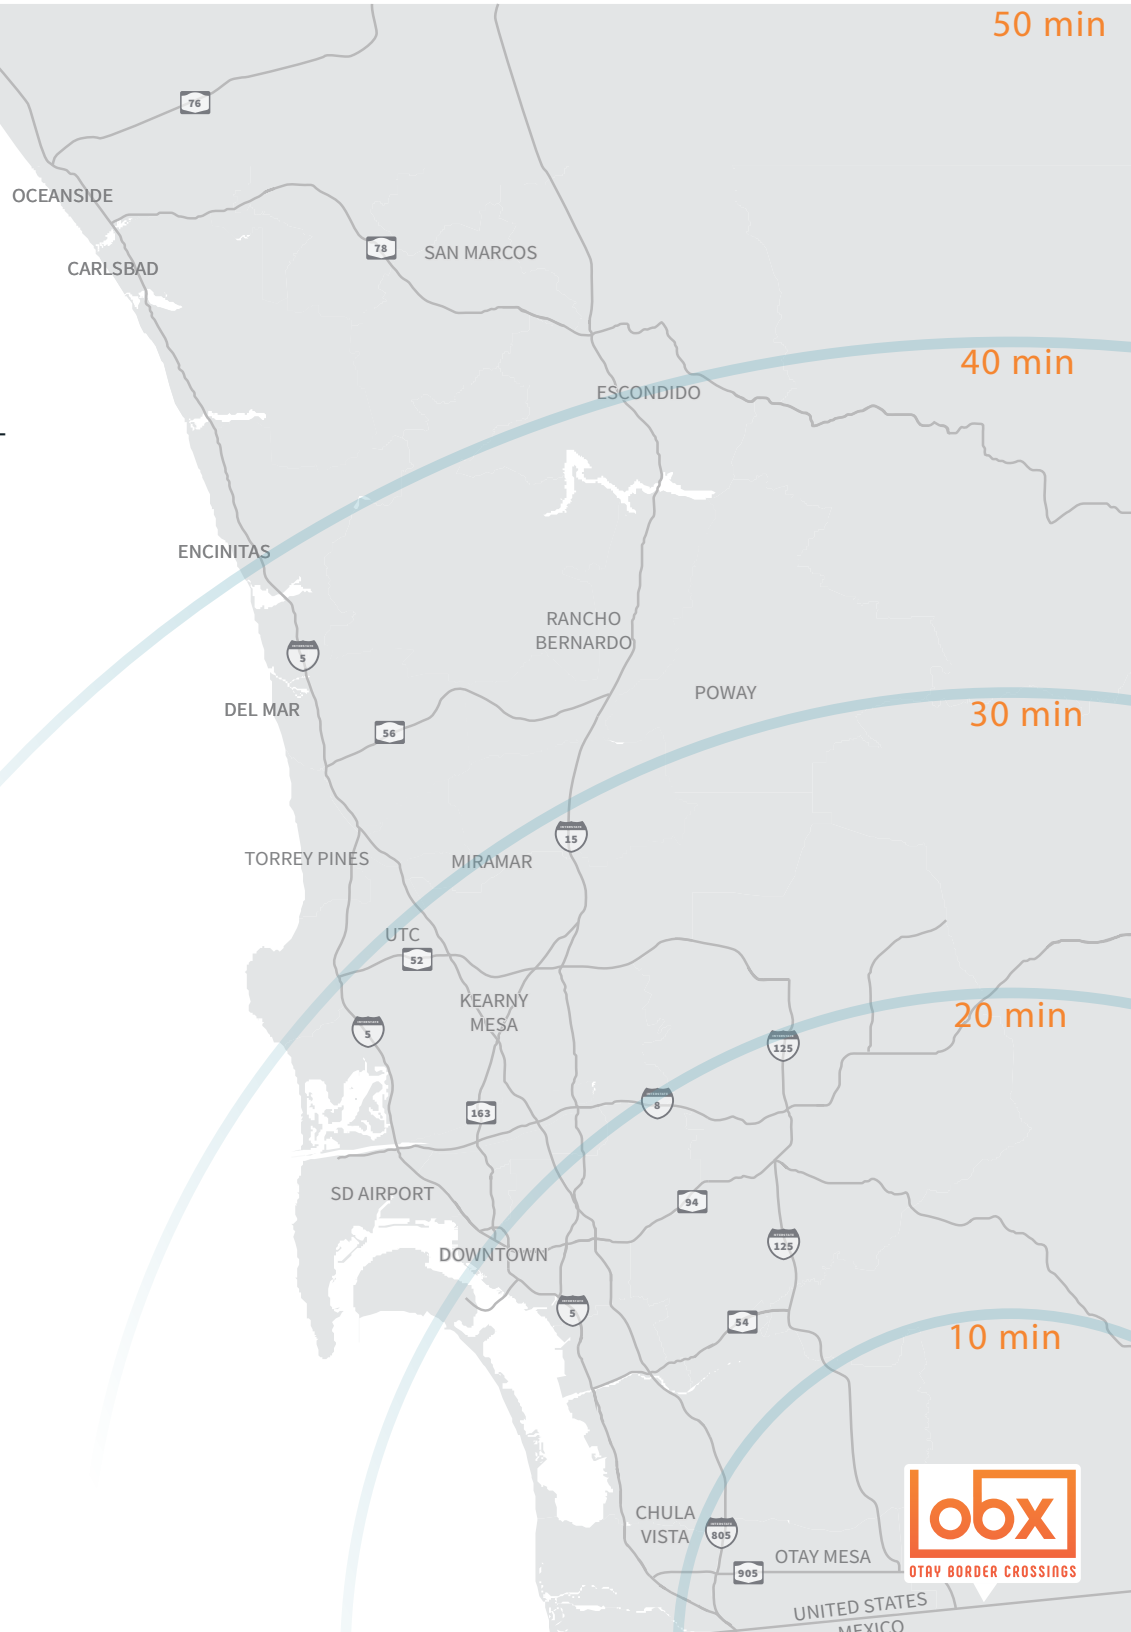 50 min
76
OCEANSIDE
78
SAN MARCOS
CARLSBAD
40 min
ESCONDIDO
ENCINITAS
RANCHO
BERNARDO
5
POWAY
DEL MAR
30 min
56
15
TORREY PINES
MIRAMAR
UTC
52
KEARNY
MESA
20 min
5
125
8
163
SD AIRPORT
94
125
DOWNTOWN
5
54
10 min
CHULA
VISTA
805
obx
OTAY BORDER CROSSINGS
OTAY MESA
905
UNITED STATES
MEXICO